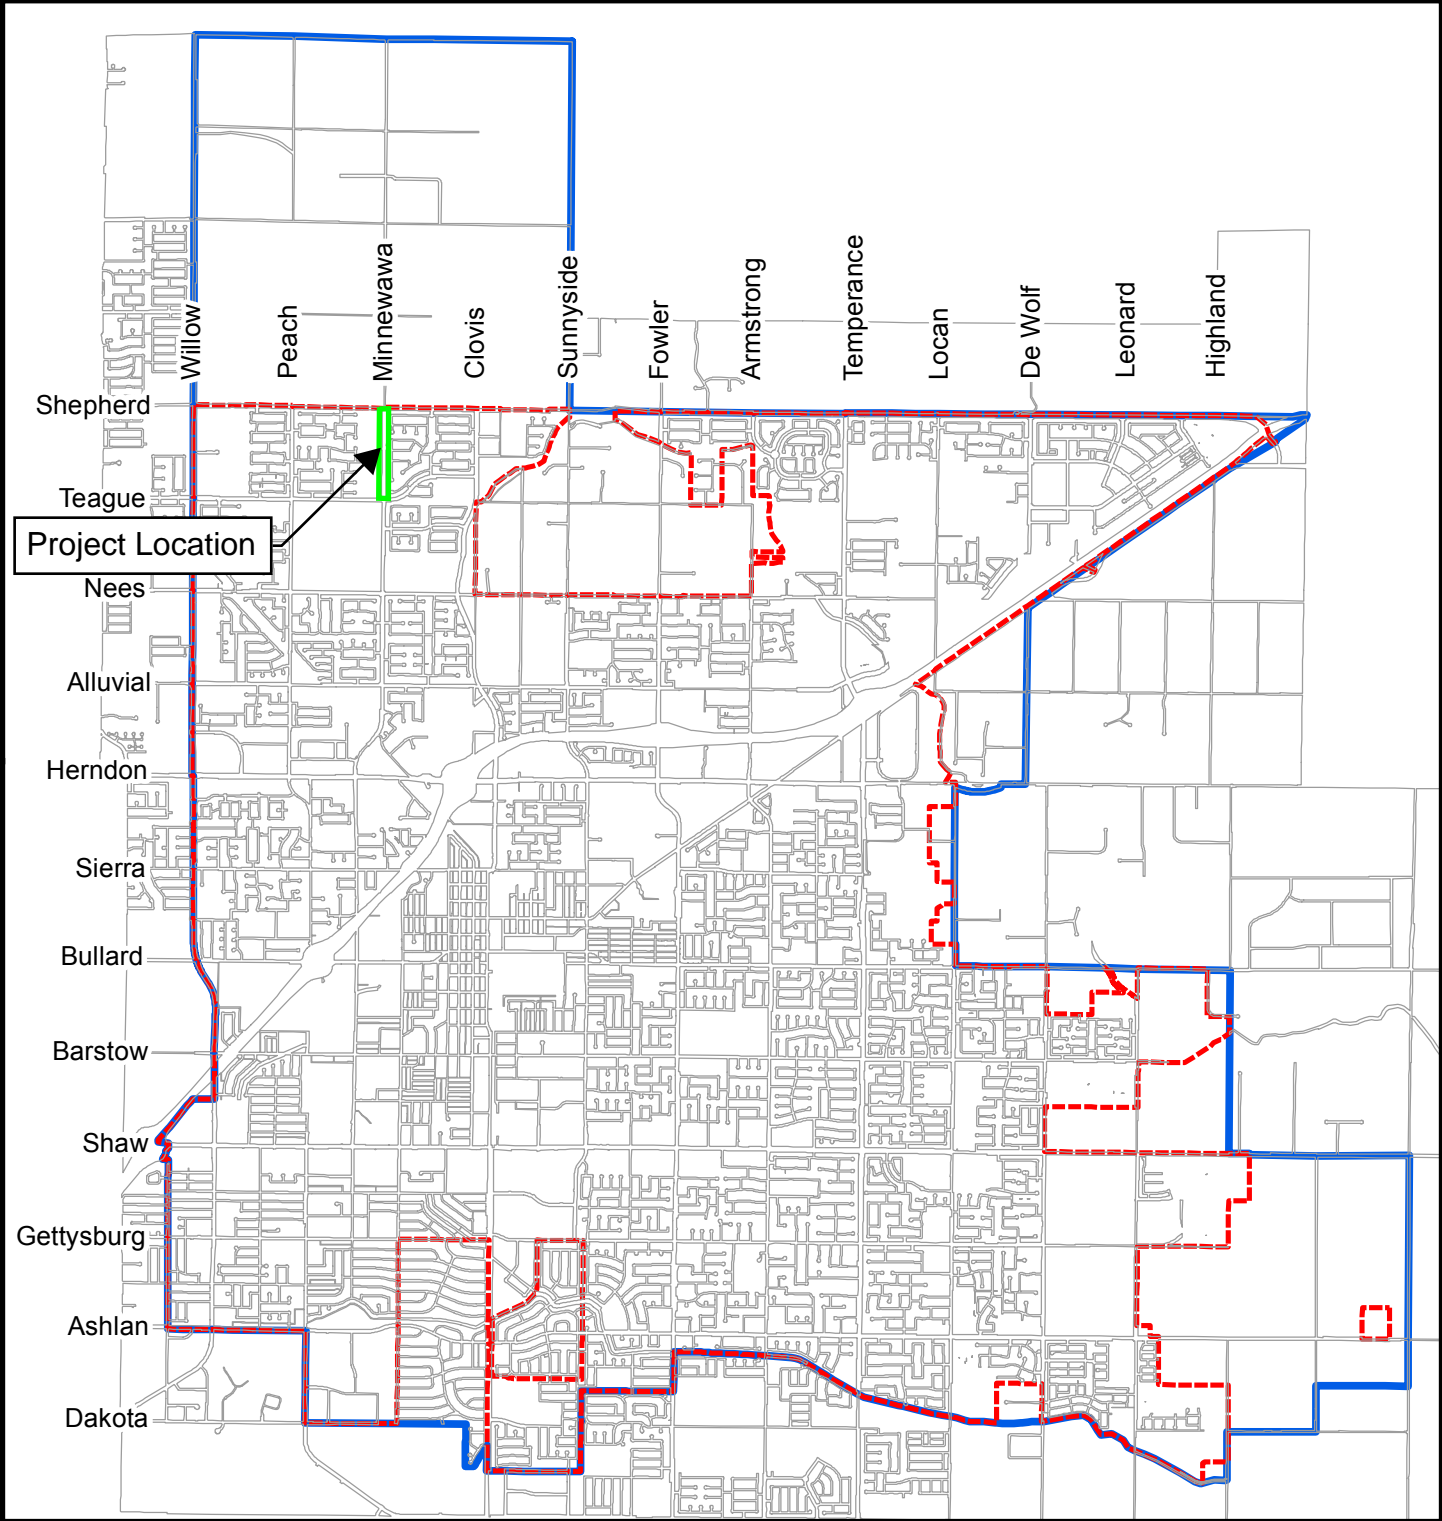 Willow
Peach
Minnewawa
Clovis
Sunnyside
Fowler
Armstrong
Temperance
Locan
De Wolf
Leonard
Highland
Shepherd
Teague
Project Location
Nees
Alluvial
Herndon
Sierra
Bullard
Barstow
Shaw
Gettysburg
Ashlan
Dakota